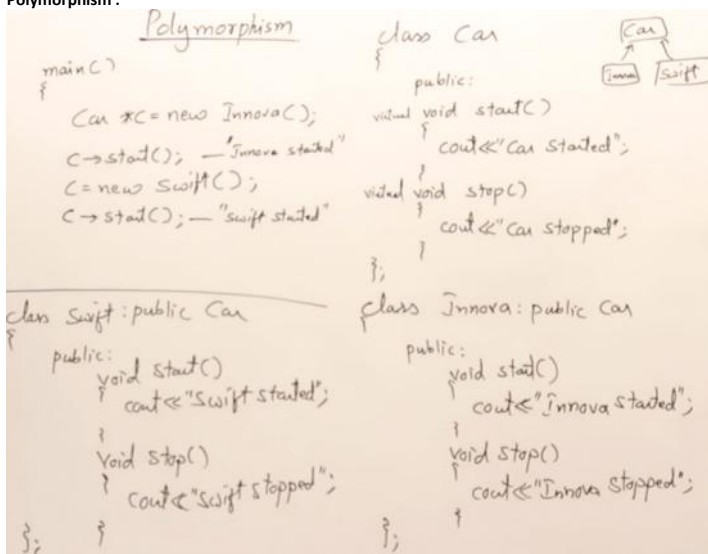 Polymorphism :
Polymorphism
main()
{
Car *C = new Innova();
C→start(); — "Innova started"
C = new Swift();
C→start(); — "swift started"
class Car
{
public:
virtual void start()
{
cout<<"Car Started";
}
virtual void stop()
{
cout<<"Car stopped";
}
};
Car
Innova Swift
class Swift : public Car
{
public:
void start()
{
cout<<"Swift started";
}
void stop()
{
cout<<"Swift stopped";
}
};
class Innova : public Car
{
public:
void start()
{
cout<<"Innova started";
}
void stop()
{
cout<<"Innova Stopped";
}
};